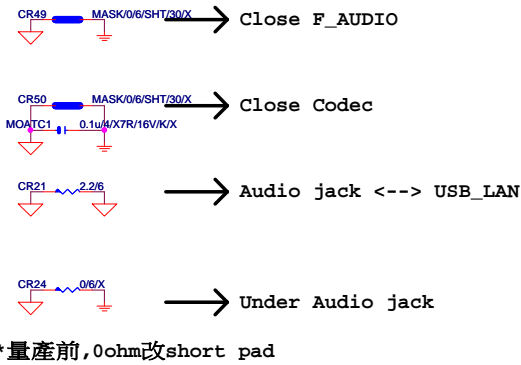 CR49 MASK/0/6/SHT/30/X Close F_AUDIO
CR50 MASK/0/6/SHT/30/X Close Codec
MOATC1 0.1u/4/X7R/16V/K/X
CR21 2.2/6 Audio jack <--> USB_LAN
CR24 0/6/X Under Audio jack
*量產前,0ohm改short pad